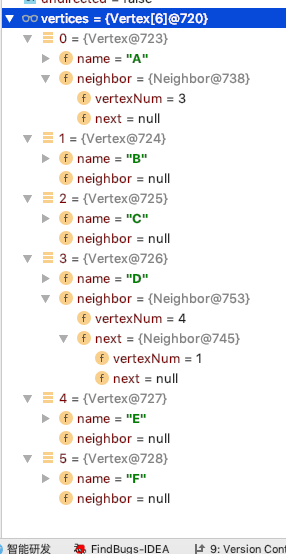 undirected = false
vertices = {Vertex[6]@720}
0 = {Vertex@723}
f name = "A"
f neighbor = {Neighbor@738}
f vertexNum = 3
f next = null
1 = {Vertex@724}
f name = "B"
f neighbor = null
2 = {Vertex@725}
f name = "C"
f neighbor = null
3 = {Vertex@726}
f name = "D"
f neighbor = {Neighbor@753}
f vertexNum = 4
f next = {Neighbor@745}
f vertexNum = 1
f next = null
4 = {Vertex@727}
f name = "E"
f neighbor = null
5 = {Vertex@728}
f name = "F"
f neighbor = null
智能研发 FindBugs-IDEA 9: Version Cont